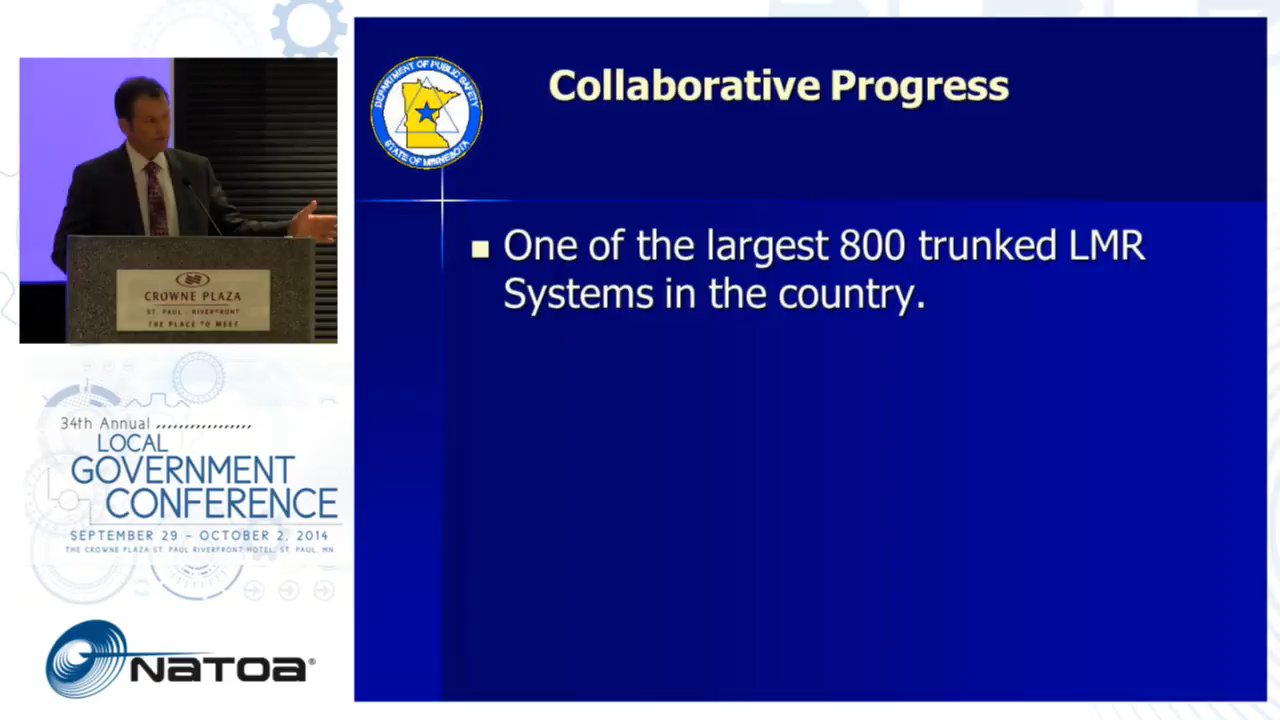 Collaborative Progress
DEPARTMENT OF PUBLIC SAFETY
STATE OF MINNESOTA
One of the largest 800 trunked LMR
Systems in the country.
CROWNE PLAZA
ST. PAUL - RIVERFRONT
THE PLACE TO MEET
34th Annual
LOCAL
GOVERNMENT
CONFERENCE
SEPTEMBER 29 – OCTOBER 2, 2014
THE CROWNE PLAZA ST. PAUL RIVERFRONT HOTEL, ST. PAUL, MN
NATOA®